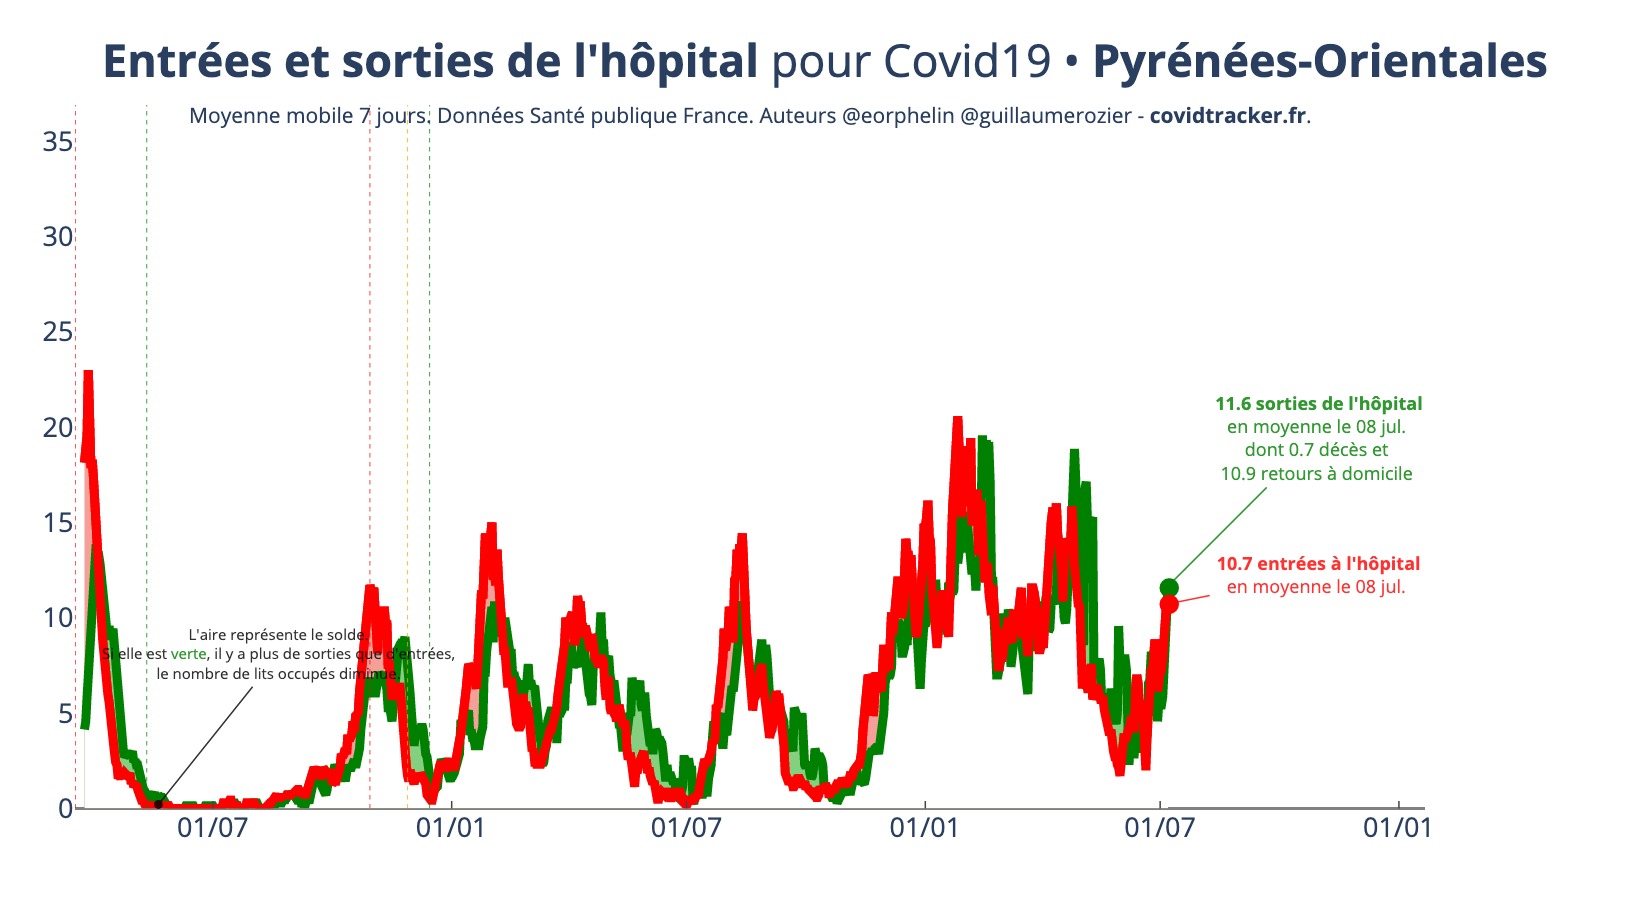 Entrées et sorties de l'hôpital pour Covid19 • Pyrénées-Orientales
Moyenne mobile 7 jours. Données Santé publique France. Auteurs @eorphelin @guillaumerozier - covidtracker.fr.
35
30
25
20
15
10
5
0
11.6 sorties de l'hôpital
en moyenne le 08 jul.
dont 0.7 décès et
10.9 retours à domicile
10.7 entrées à l'hôpital
en moyenne le 08 jul.
L'aire représente le solde.
Si elle est verte, il y a plus de sorties que d'entrées,
le nombre de lits occupés diminue.
01/07
01/01
01/07
01/01
01/07
01/01